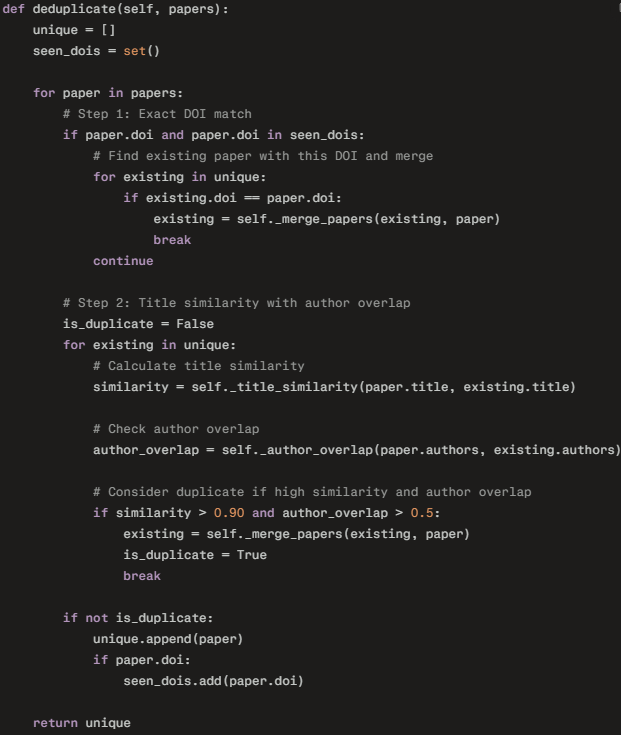 def deduplicate(self, papers):
    unique = []
    seen_dois = set()

    for paper in papers:
        # Step 1: Exact DOI match
        if paper.doi and paper.doi in seen_dois:
            # Find existing paper with this DOI and merge
            for existing in unique:
                if existing.doi == paper.doi:
                    existing = self._merge_papers(existing, paper)
                    break
            continue

        # Step 2: Title similarity with author overlap
        is_duplicate = False
        for existing in unique:
            # Calculate title similarity
            similarity = self._title_similarity(paper.title, existing.title)

            # Check author overlap
            author_overlap = self._author_overlap(paper.authors, existing.authors)

            # Consider duplicate if high similarity and author overlap
            if similarity > 0.90 and author_overlap > 0.5:
                existing = self._merge_papers(existing, paper)
                is_duplicate = True
                break

        if not is_duplicate:
            unique.append(paper)
            if paper.doi:
                seen_dois.add(paper.doi)

    return unique